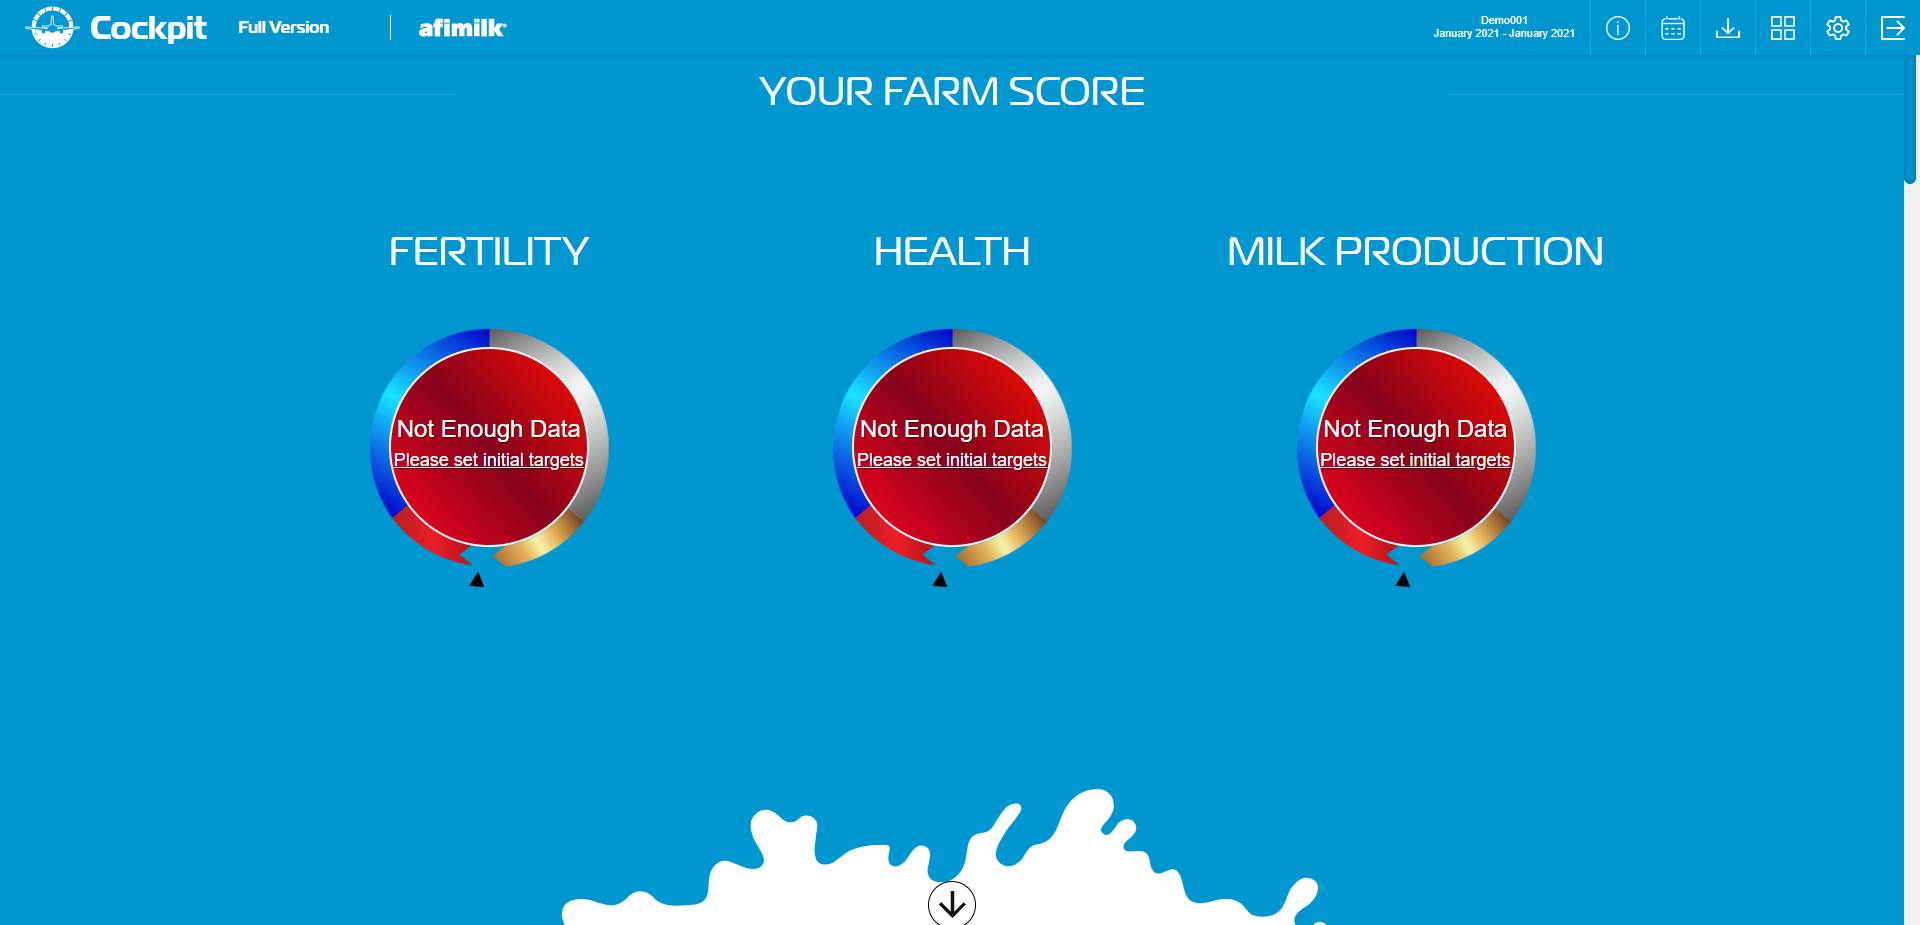 Cockpit
Full Version
afimilk®
Demo001
January 2021 - January 2021
YOUR FARM SCORE
FERTILITY
HEALTH
MILK PRODUCTION
Not Enough Data
Please set initial targets
Not Enough Data
Please set initial targets
Not Enough Data
Please set initial targets